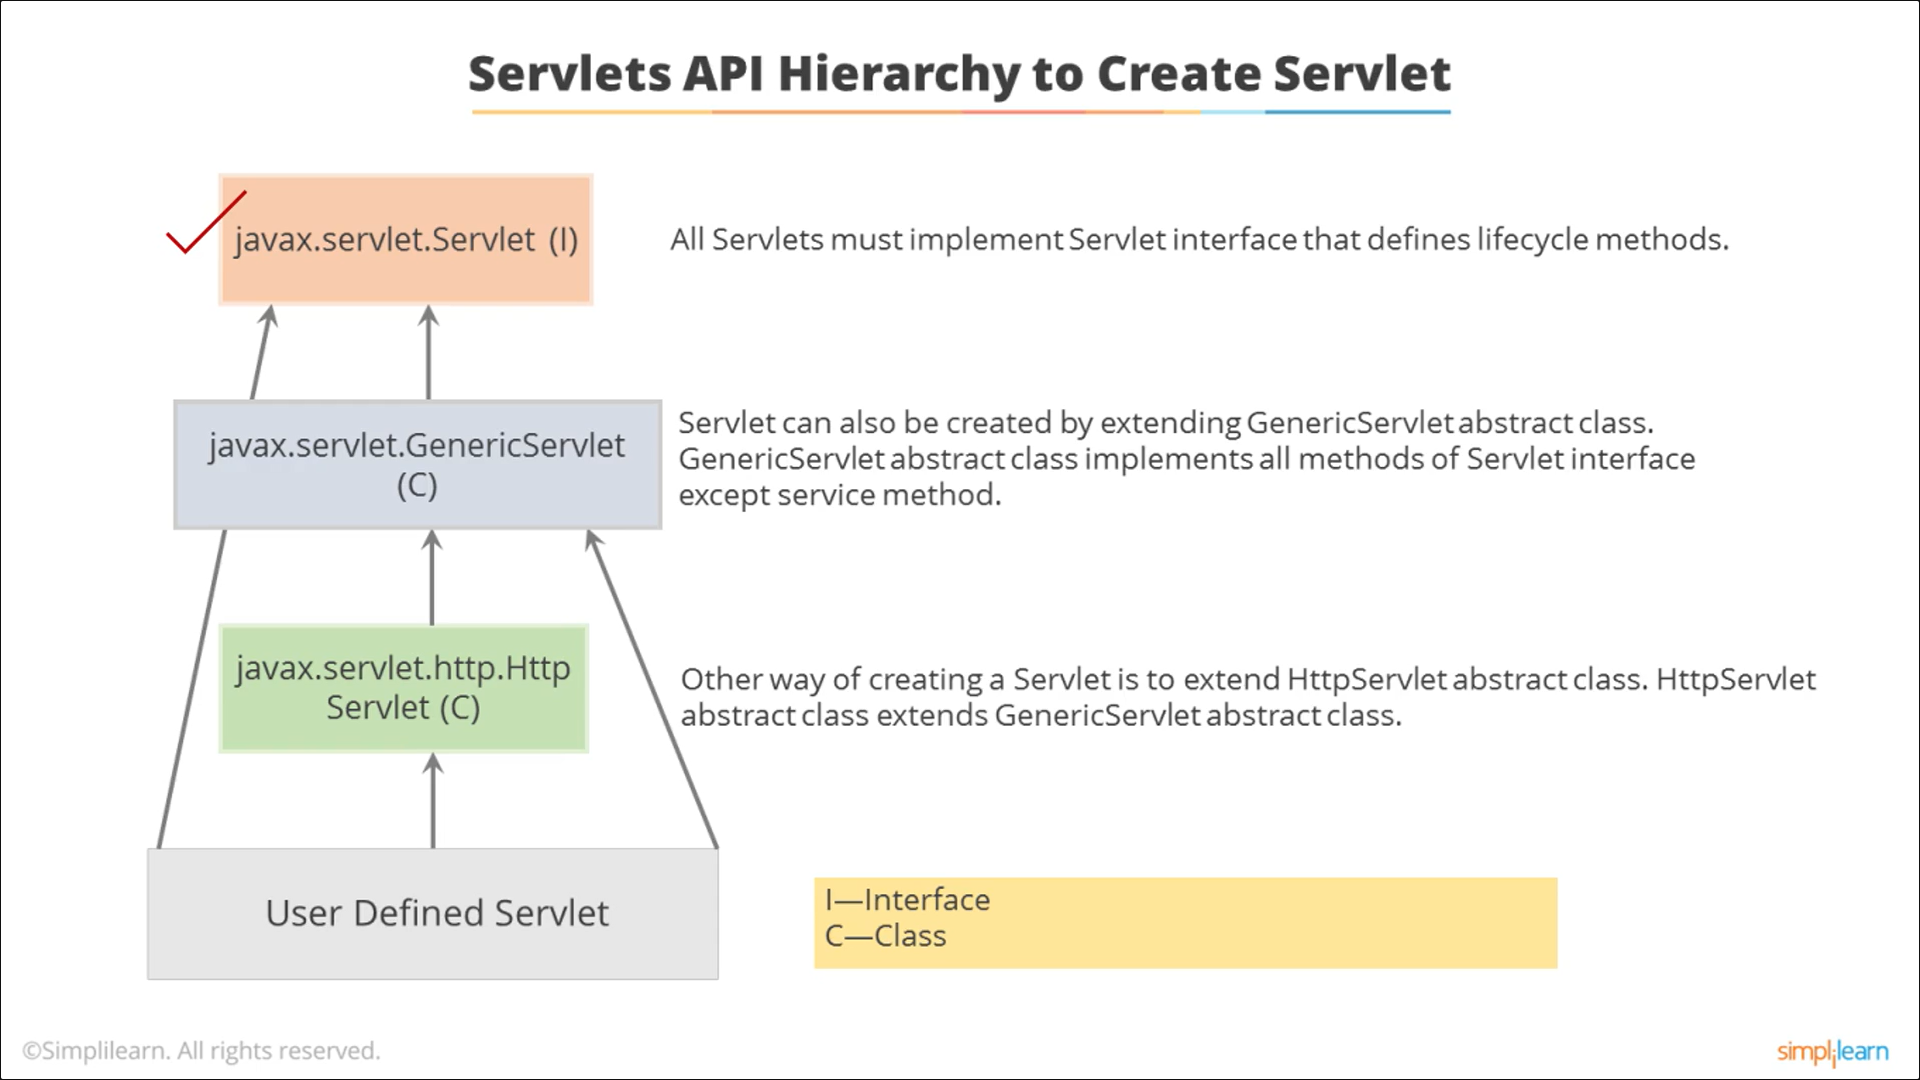 Servlets API Hierarchy to Create Servlet
javax.servlet.Servlet (I)
All Servlets must implement Servlet interface that defines lifecycle methods.
javax.servlet.GenericServlet
(C)
Servlet can also be created by extending GenericServlet abstract class.
GenericServlet abstract class implements all methods of Servlet interface
except service method.
javax.servlet.http.Http
Servlet (C)
Other way of creating a Servlet is to extend HttpServlet abstract class. HttpServlet
abstract class extends GenericServlet abstract class.
User Defined Servlet
I—Interface
C—Class
©Simplilearn. All rights reserved.
simplilearn